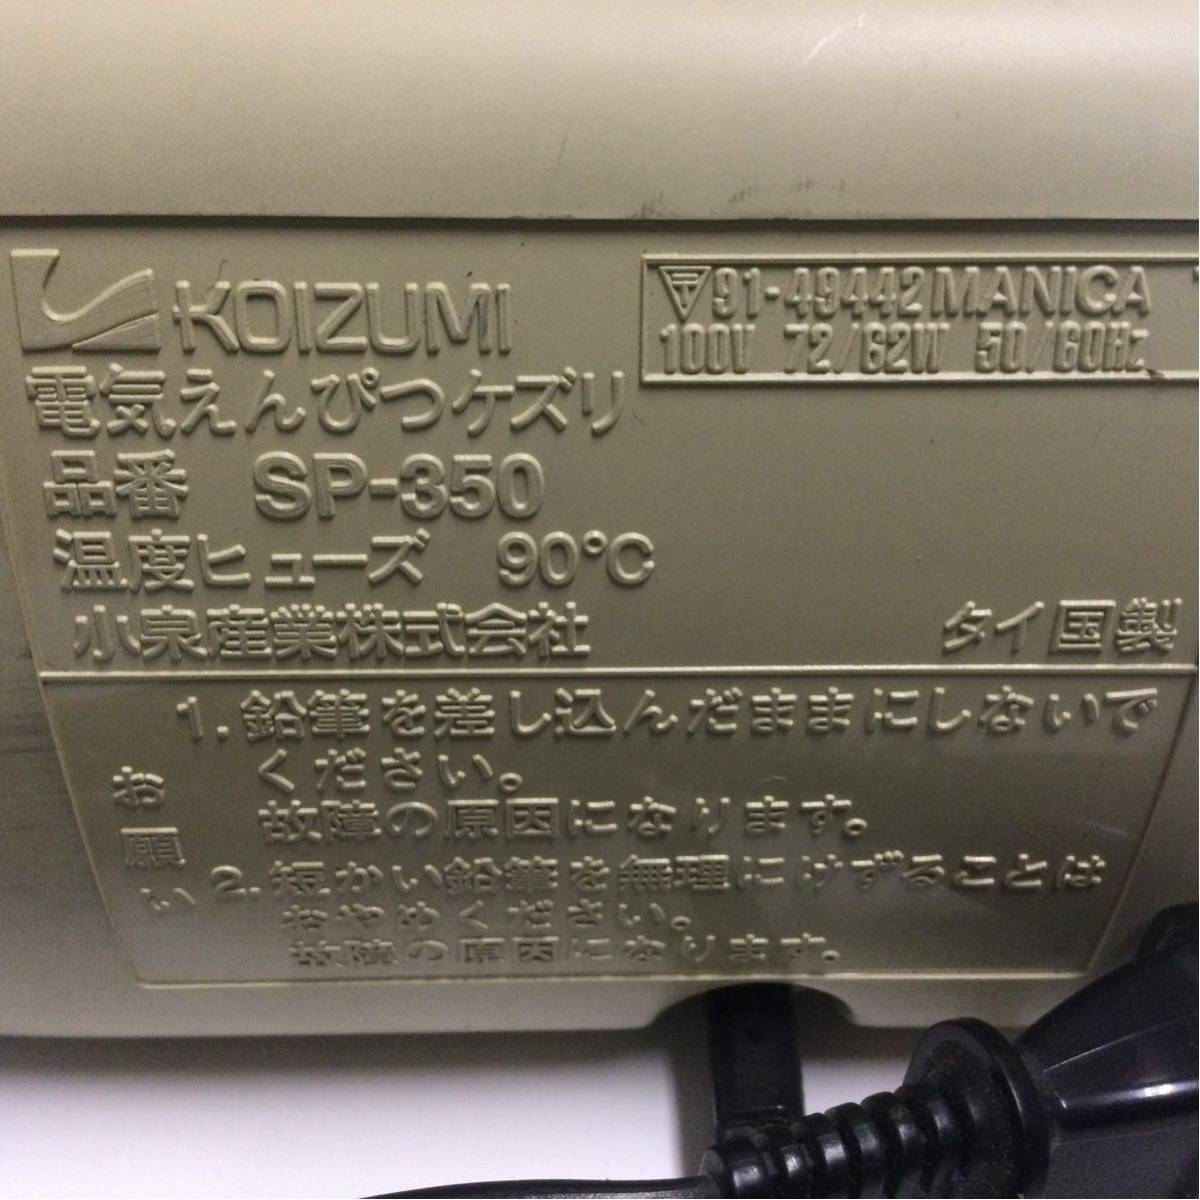 KOIZUMI
〒91-49442MANICA
100V 72/62W 50/60Hz
電気えんぴつケズリ
品番 SP-350
温度ヒューズ 90℃
小泉産業株式会社
タイ国製
お願い
1. 鉛筆を差し込んだままにしないで
ください。
故障の原因になります。
2. 短かい鉛筆を無理にけずることは
おやめください。
故障の原因になります。